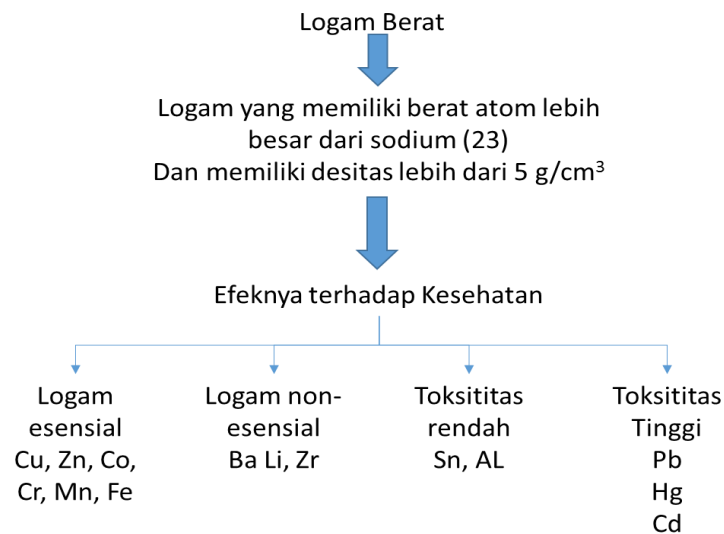 Logam Berat
Logam yang memiliki berat atom lebih
besar dari sodium (23)
Dan memiliki desitas lebih dari 5 g/cm³
Efeknya terhadap Kesehatan
Logam
esensial
Cu, Zn, Co,
Cr, Mn, Fe
Logam non-
esensial
Ba Li, Zr
Toksititas
rendah
Sn, AL
Toksititas
Tinggi
Pb
Hg
Cd